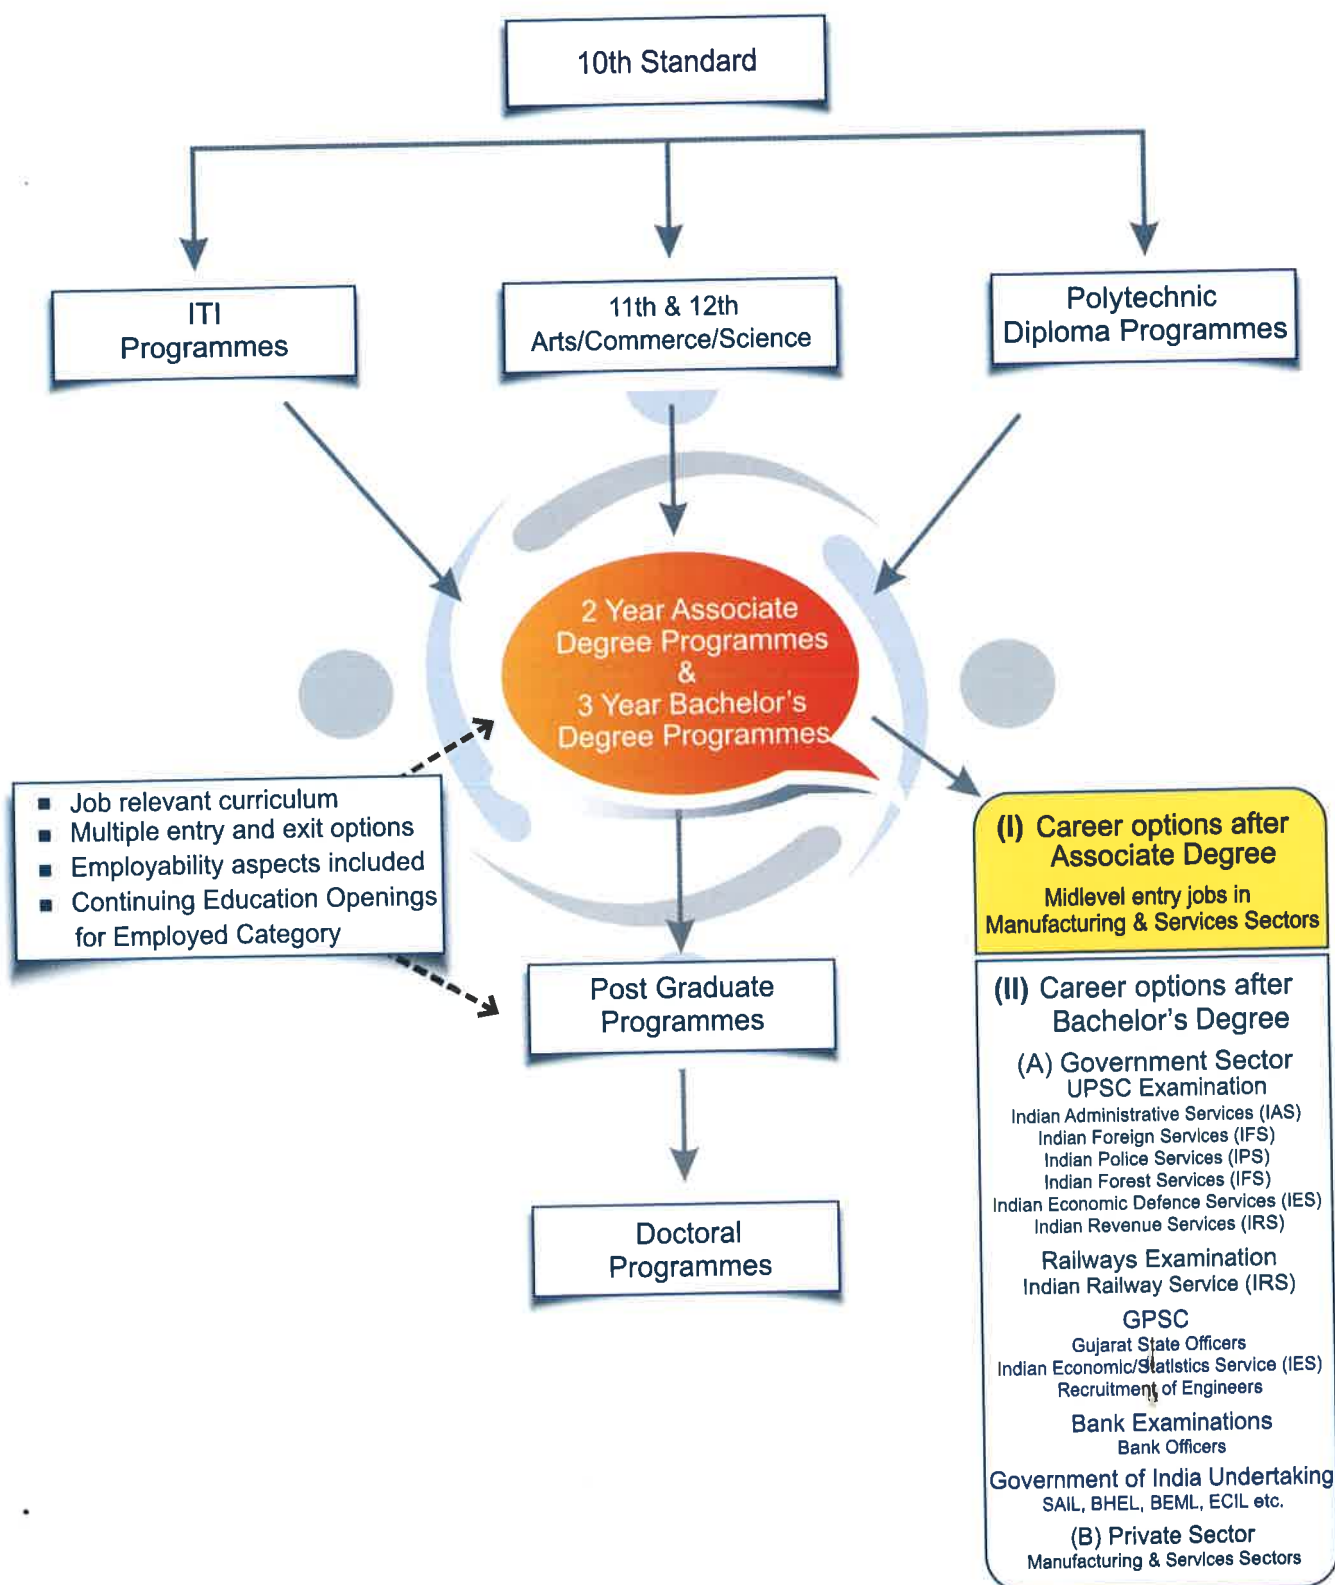 10th Standard
ITI
Programmes
11th & 12th
Arts/Commerce/Science
Polytechnic
Diploma Programmes
2 Year Associate
Degree Programmes
&
3 Year Bachelor's
Degree Programmes
■ Job relevant curriculum
■ Multiple entry and exit options
■ Employability aspects included
■ Continuing Education Openings
for Employed Category
Post Graduate
Programmes
Doctoral
Programmes
(I) Career options after
Associate Degree
Midlevel entry jobs in
Manufacturing & Services Sectors
(II) Career options after
Bachelor's Degree
(A) Government Sector
UPSC Examination
Indian Administrative Services (IAS)
Indian Foreign Services (IFS)
Indian Police Services (IPS)
Indian Forest Services (IFS)
Indian Economic Defence Services (IES)
Indian Revenue Services (IRS)
Railways Examination
Indian Railway Service (IRS)
GPSC
Gujarat State Officers
Indian Economic/Statistics Service (IES)
Recruitment of Engineers
Bank Examinations
Bank Officers
Government of India Undertaking
SAIL, BHEL, BEML, ECIL etc.
(B) Private Sector
Manufacturing & Services Sectors